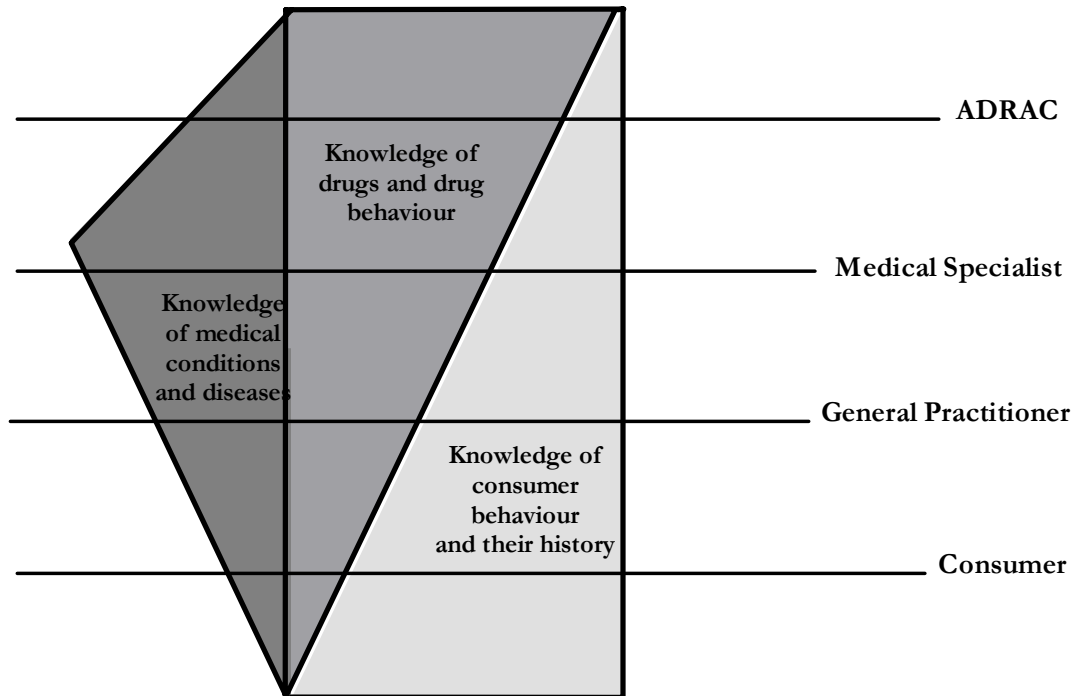 ADRAC
Knowledge of
drugs and drug
behaviour
Medical Specialist
Knowledge
of medical
conditions
and diseases
General Practitioner
Knowledge of
consumer
behaviour
and their history
Consumer